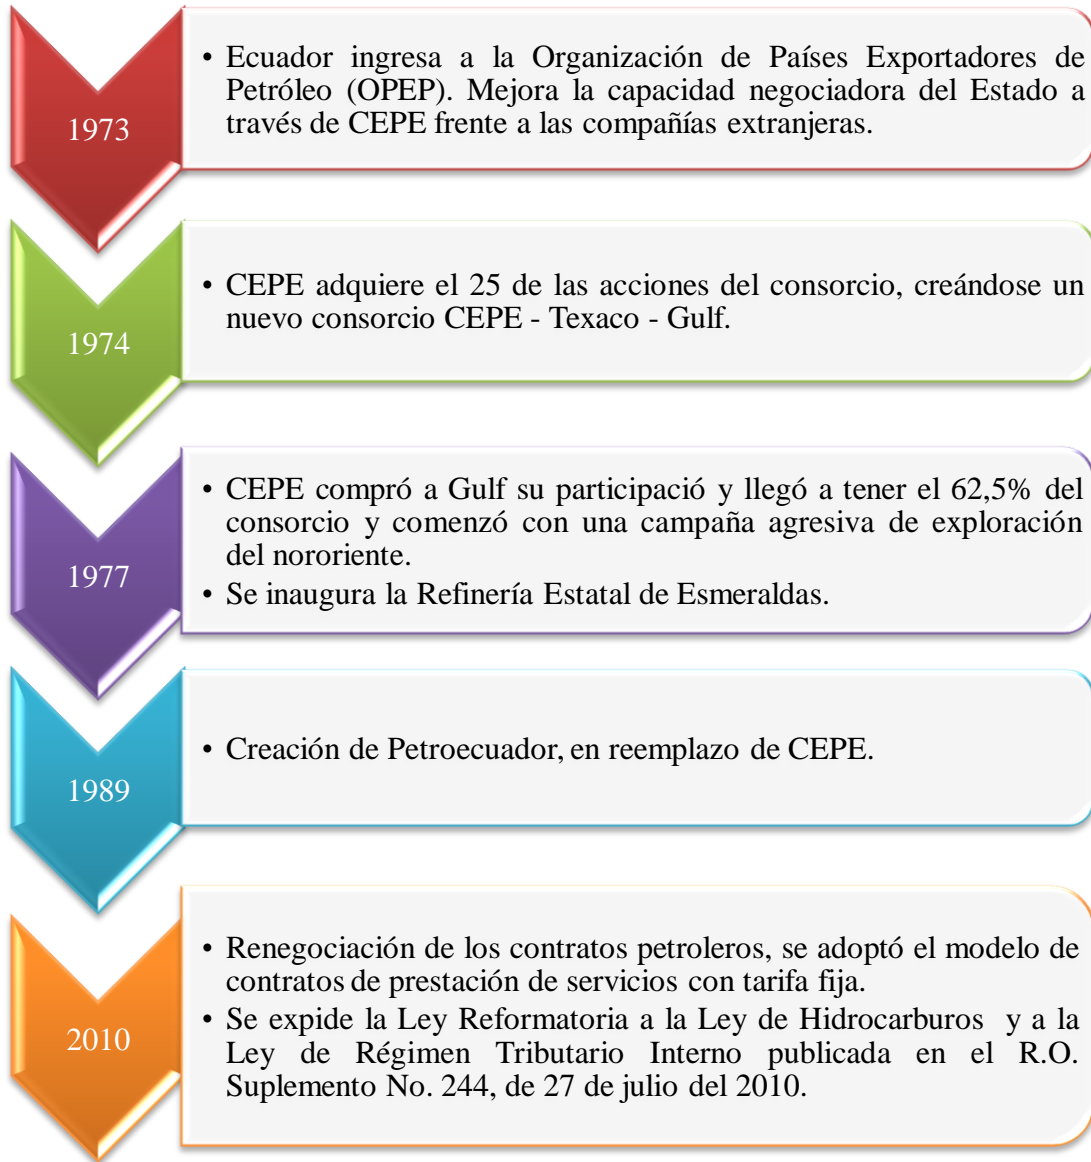 1973
• Ecuador ingresa a la Organización de Países Exportadores de
Petróleo (OPEP). Mejora la capacidad negociadora del Estado a
través de CEPE frente a las compañías extranjeras.
1974
• CEPE adquiere el 25 de las acciones del consorcio, creándose un
nuevo consorcio CEPE - Texaco - Gulf.
1977
• CEPE compró a Gulf su participació y llegó a tener el 62,5% del
consorcio y comenzó con una campaña agresiva de exploración
del nororiente.
• Se inaugura la Refinería Estatal de Esmeraldas.
1989
• Creación de Petroecuador, en reemplazo de CEPE.
2010
• Renegociación de los contratos petroleros, se adoptó el modelo de
contratos de prestación de servicios con tarifa fija.
• Se expide la Ley Reformatoria a la Ley de Hidrocarburos y a la
Ley de Régimen Tributario Interno publicada en el R.O.
Suplemento No. 244, de 27 de julio del 2010.